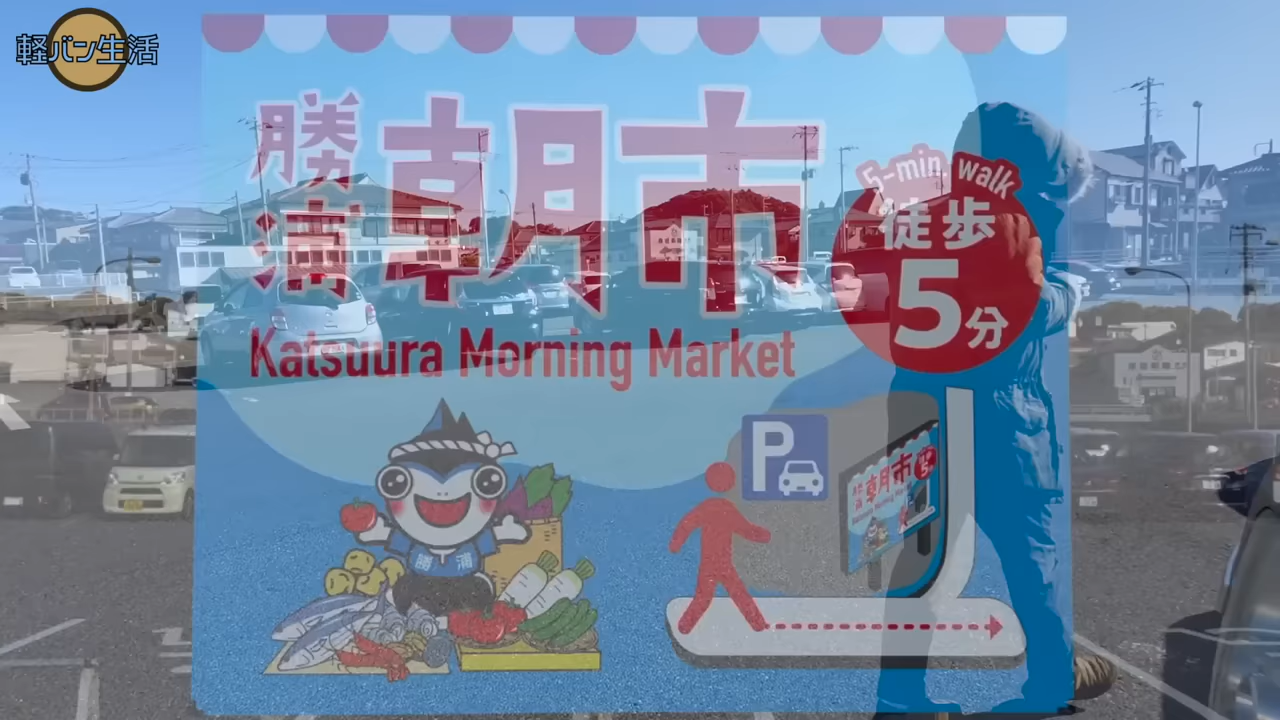 軽バン生活
勝浦
朝市
5-min. walk
徒歩
5分
Katsuura Morning Market
P
勝浦